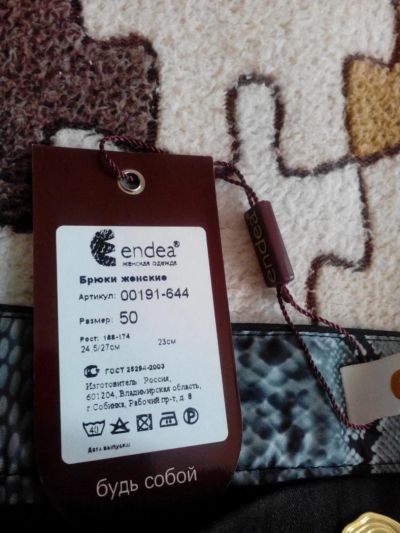 endea®
женская одежда
Брюки женские
Артикул: 00191-644
Размер: 50
Рост: 168-174
24.5/27см 23см
ГОСТ 25294-2003
Изготовитель Россия,
601204, Владимирская область,
г Собинка, Рабочий пр-т, д 8
40
Дата выпуска:
будь собой
endea